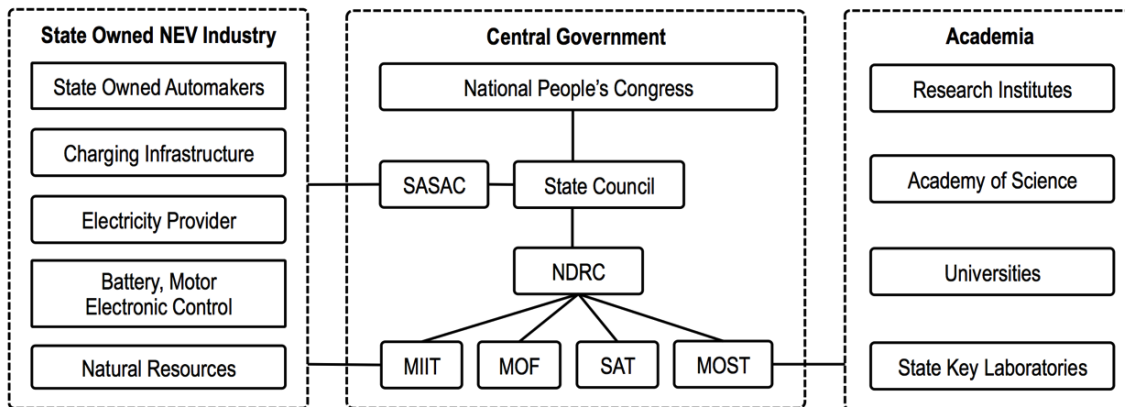 State Owned NEV Industry
State Owned Automakers
Charging Infrastructure
Electricity Provider
Battery, Motor
Electronic Control
Natural Resources
Central Government
National People's Congress
SASAC
State Council
NDRC
MIIT
MOF
SAT
MOST
Academia
Research Institutes
Academy of Science
Universities
State Key Laboratories